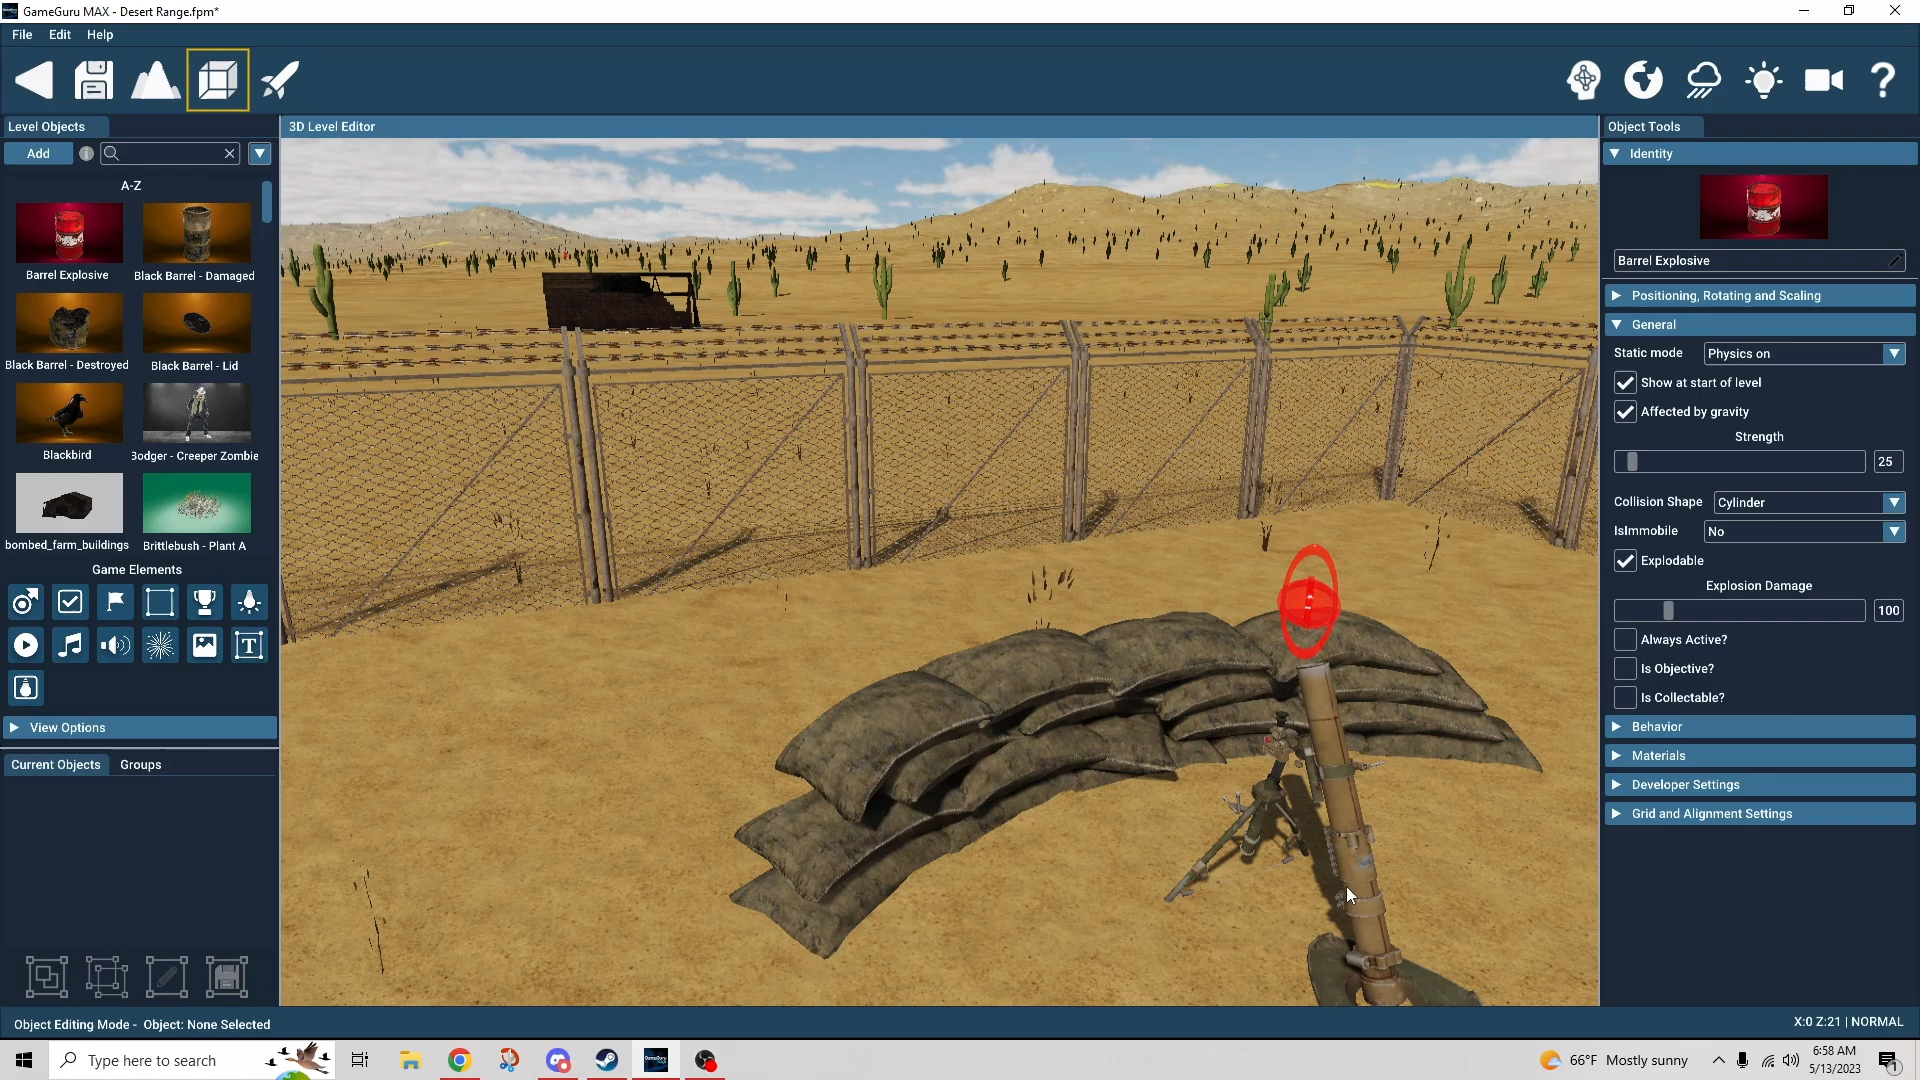 GameGuru MAX - Desert Range.fpm*
File Edit Help
Level Objects
3D Level Editor
Object Tools
Add
Identity
A-Z
Barrel Explosive
Black Barrel - Damaged
Barrel Explosive
Positioning, Rotating and Scaling
General
Static mode Physics on
Black Barrel - Destroyed
Black Barrel - Lid
Show at start of level
Affected by gravity
Strength
Blackbird
Bodger - Creeper Zombie
25
Collision Shape Cylinder
IsImmobile No
bombed_farm_buildings
Brittlebush - Plant A
Explodable
Game Elements
Explosion Damage
100
Always Active?
Is Objective?
Is Collectable?
View Options
Behavior
Current Objects Groups
Materials
Developer Settings
Grid and Alignment Settings
Object Editing Mode - Object: None Selected
X:0 Z:21 | NORMAL
Type here to search
66°F Mostly sunny
6:58 AM
5/13/2023
1